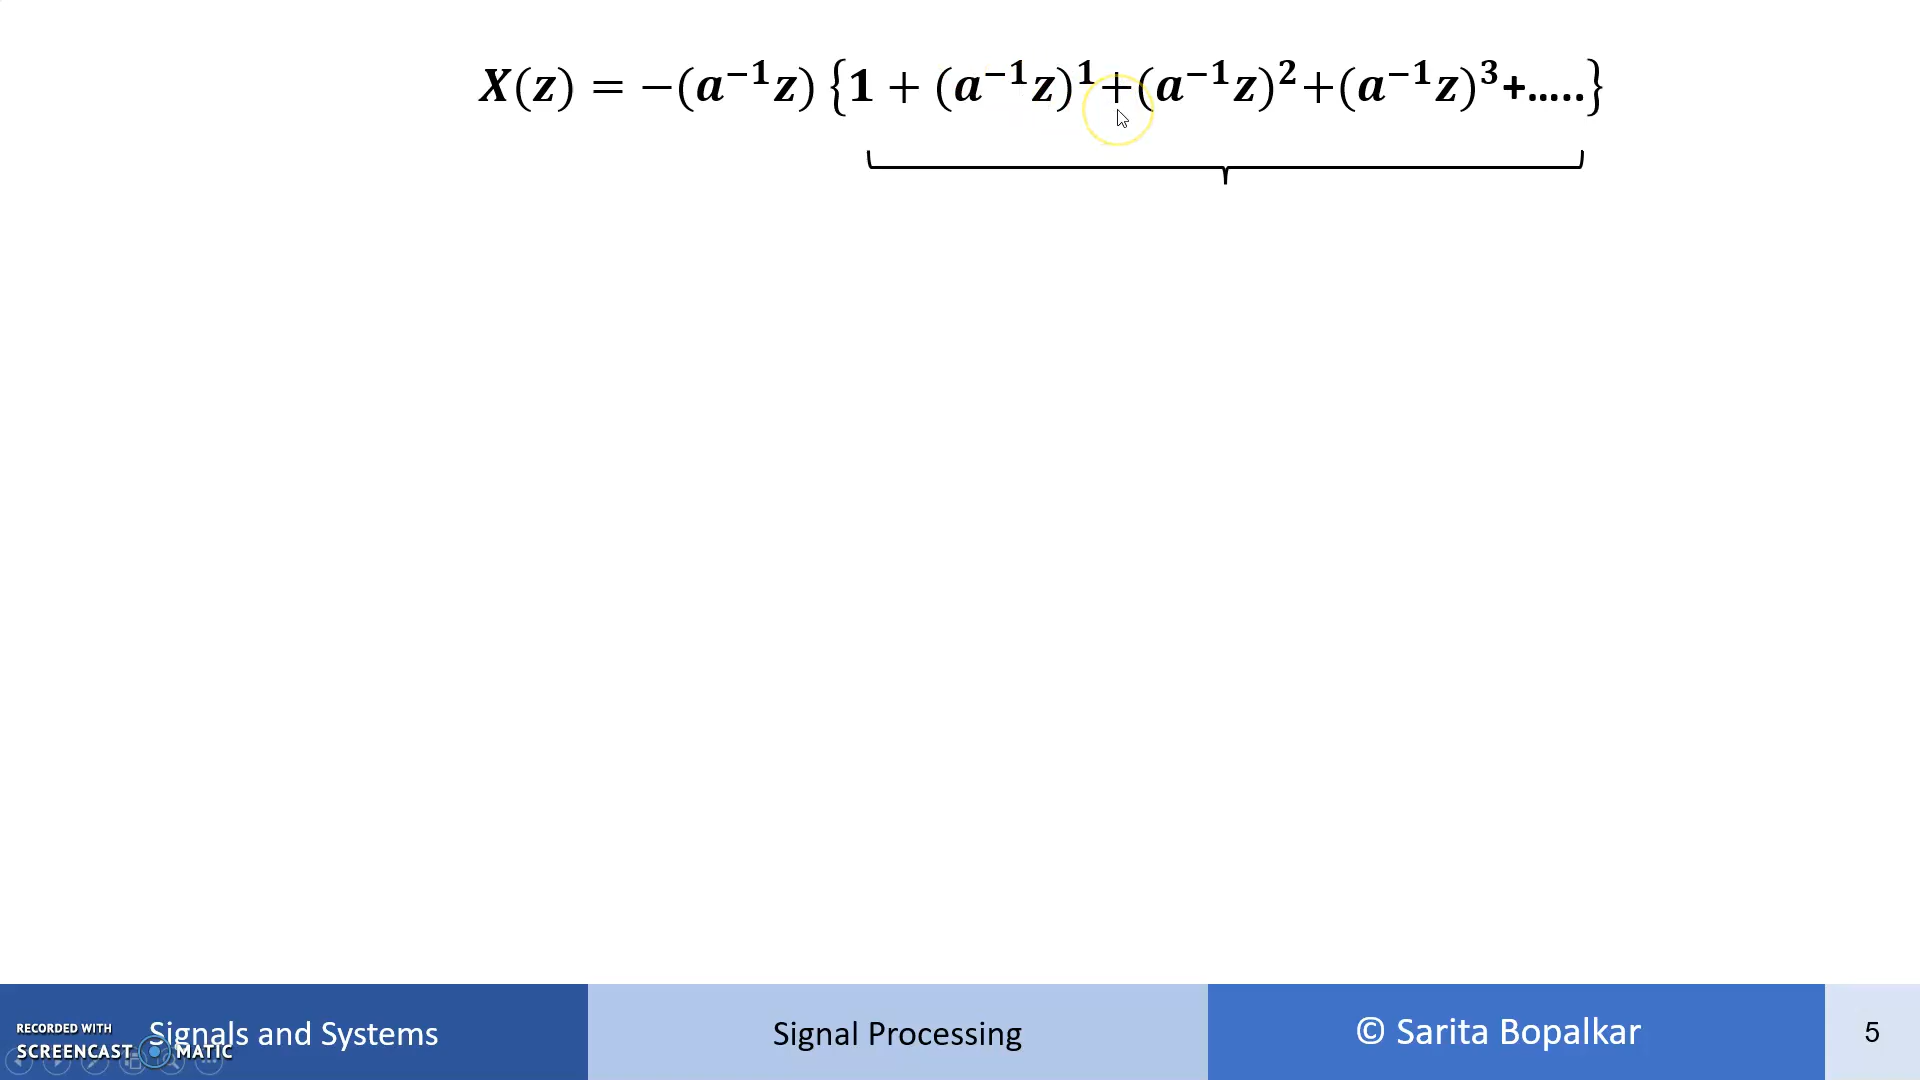 X(z) = −(a⁻¹z) {1 + (a⁻¹z)¹+(a⁻¹z)²+(a⁻¹z)³+.....}
Signals and Systems
Signal Processing
© Sarita Bopalkar
5
RECORDED WITH
SCREENCAST MATIC